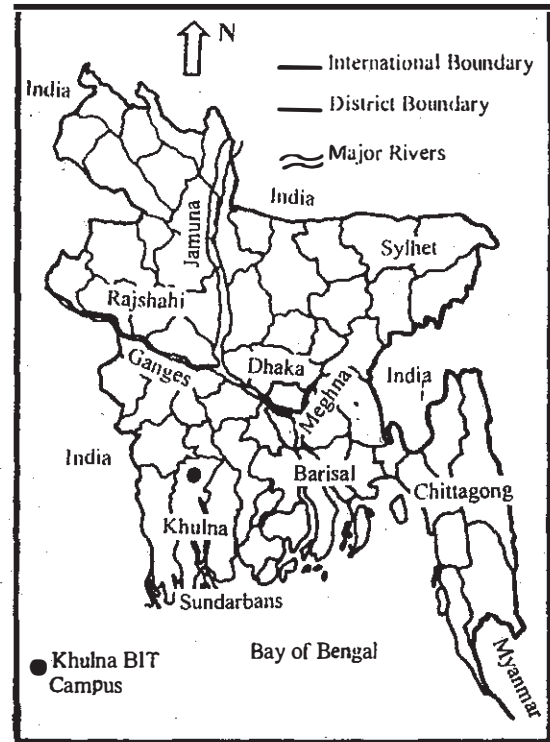 N
International Boundary
District Boundary
Major Rivers
India
India
Jamuna
Sylhet
Rajshahi
Ganges
Dhaka
Meghna
India
India
Barisal
Chittagong
Khulna
Sundarbans
Bay of Bengal
Myanmar
Khulna BIT
Campus